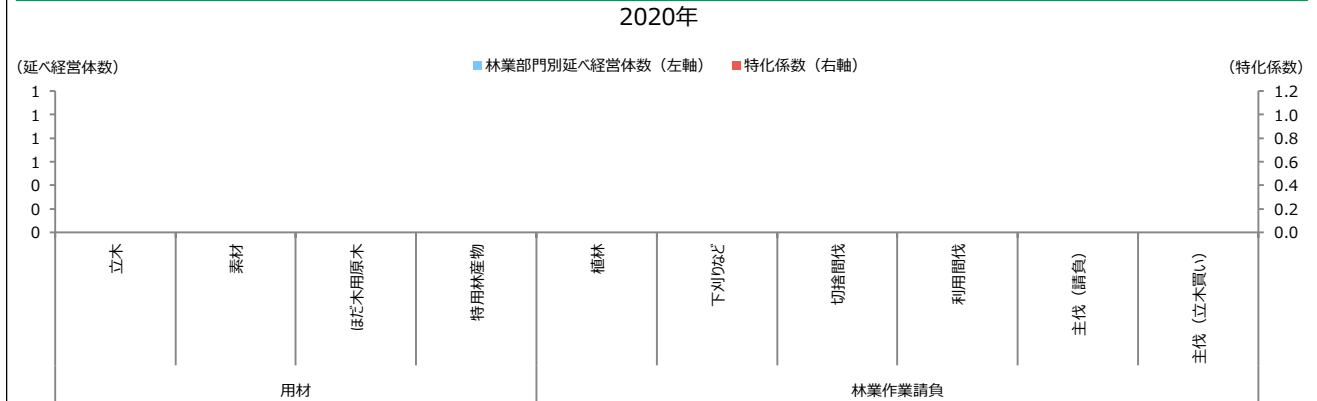 2020年
（延べ経営体数）
■林業部門別延べ経営体数（左軸） ■特化係数（右軸）
（特化係数）
1 1.2
1 1.0
1 0.8
1 0.6
0 0.4
0 0.2
0 0.0
立木
素材
ほだ木用原木
特用林産物
植林
下刈りなど
切捨間伐
利用間伐
主伐（請負）
主伐（立木買い）
用材
林業作業請負